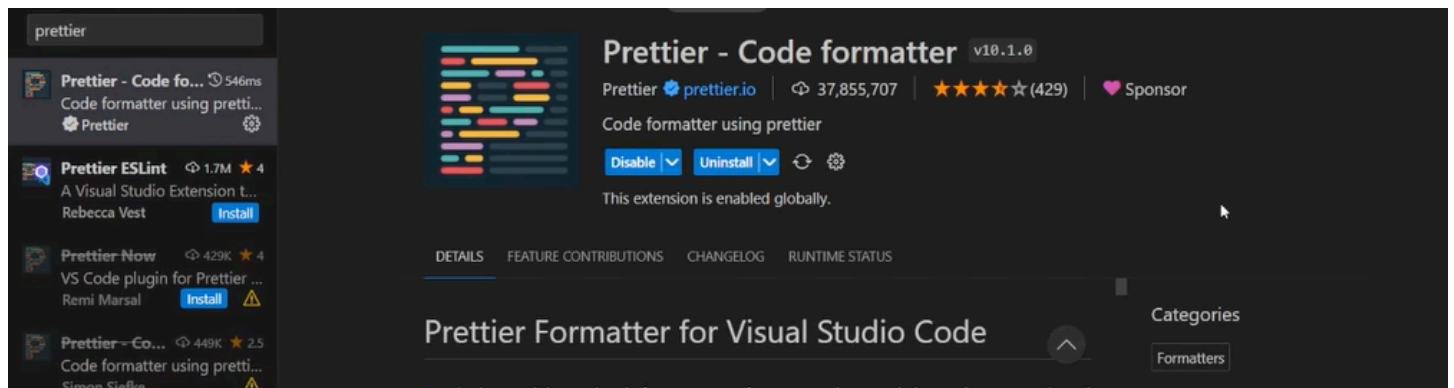 prettier
Prettier - Code fo... 546ms
Code formatter using pretti...
Prettier
Prettier ESLint 1.7M ★ 4
A Visual Studio Extension t...
Rebecca Vest Install
Prettier Now 429K ★ 4
VS Code plugin for Prettier ...
Remi Marsal Install
Prettier - Co... 449K ★ 2.5
Code formatter using pretti...
Simon Siefke
Prettier - Code formatter v10.1.0
Prettier prettier.io 37,855,707 (429) Sponsor
Code formatter using prettier
Disable Uninstall
This extension is enabled globally.
DETAILS FEATURE CONTRIBUTIONS CHANGELOG RUNTIME STATUS
Prettier Formatter for Visual Studio Code
Categories
Formatters